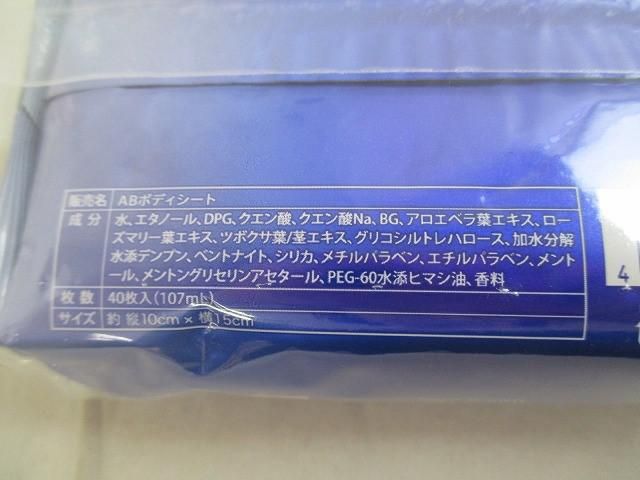 販売名 ABボディシート
成分 水、エタノール、DPG、クエン酸、クエン酸Na、BG、アロエベラ葉エキス、ロー
ズマリー葉エキス、ツボクサ葉/茎エキス、グリコシルトレハロース、加水分解
水添デンプン、ベントナイト、シリカ、メチルパラベン、エチルパラベン、メント
ール、メントングリセリンアセタール、PEG-60水添ヒマシ油、香料
枚数 40枚入(107mL)
サイズ 約 縦10cm×横15cm
4